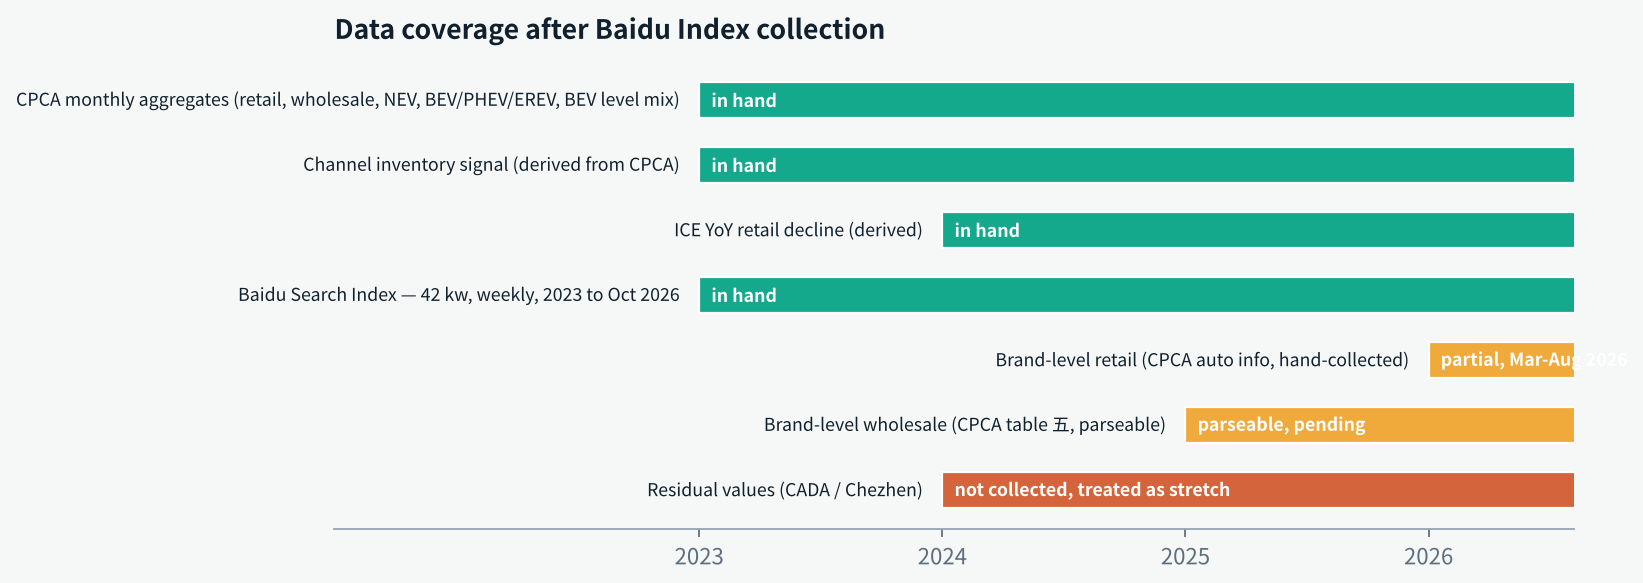 Data coverage after Baidu Index collection
CPCA monthly aggregates (retail, wholesale, NEV, BEV/PHEV/EREV, BEV level mix)
in hand
Channel inventory signal (derived from CPCA)
in hand
ICE YoY retail decline (derived)
in hand
Baidu Search Index — 42 kw, weekly, 2023 to Oct 2026
in hand
Brand-level retail (CPCA auto info, hand-collected)
partial, Mar-Aug 2026
Brand-level wholesale (CPCA table 五, parseable)
parseable, pending
Residual values (CADA / Chezhen)
not collected, treated as stretch
2023 2024 2025 2026